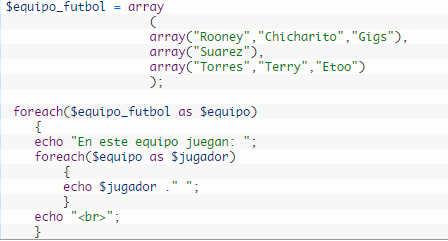 $equipo_futbol = array
(
array("Rooney","Chicharito","Gigs"),
array("Suarez"),
array("Torres","Terry","Etoo")
);
foreach($equipo_futbol as $equipo)
{
echo "En este equipo juegan: ";
foreach($equipo as $jugador)
{
echo $jugador ." ";
}
echo "<br>";
}